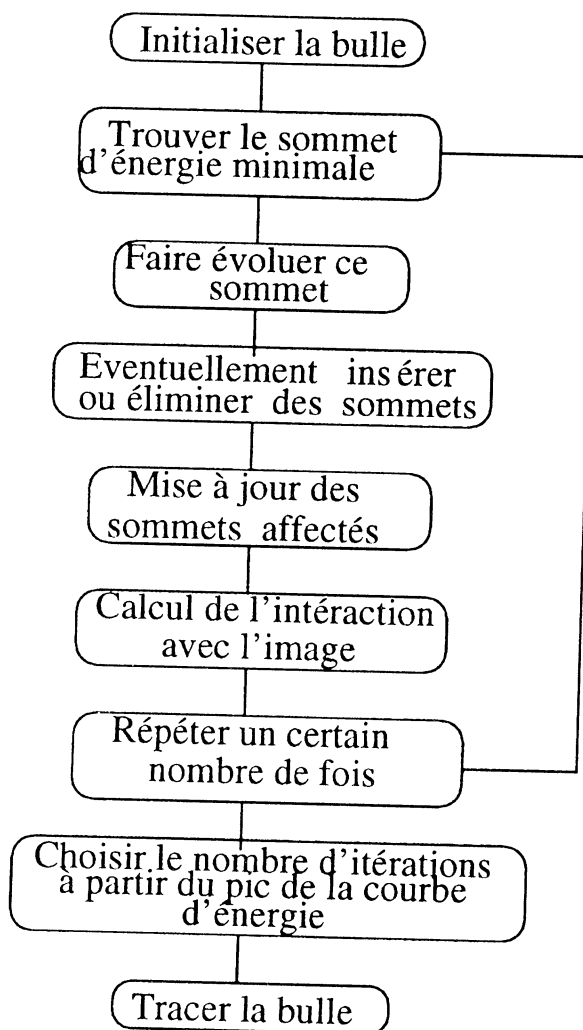 Initialiser la bulle
Trouver le sommet
d'énergie minimale
Faire évoluer ce
sommet
Eventuellement ins érer
ou éliminer des sommets
Mise à jour des
sommets affectés
Calcul de l'intéraction
avec l'image
Répéter un certain
nombre de fois
Choisir le nombre d'itérations
à partir du pic de la courbe
d'énergie
Tracer la bulle